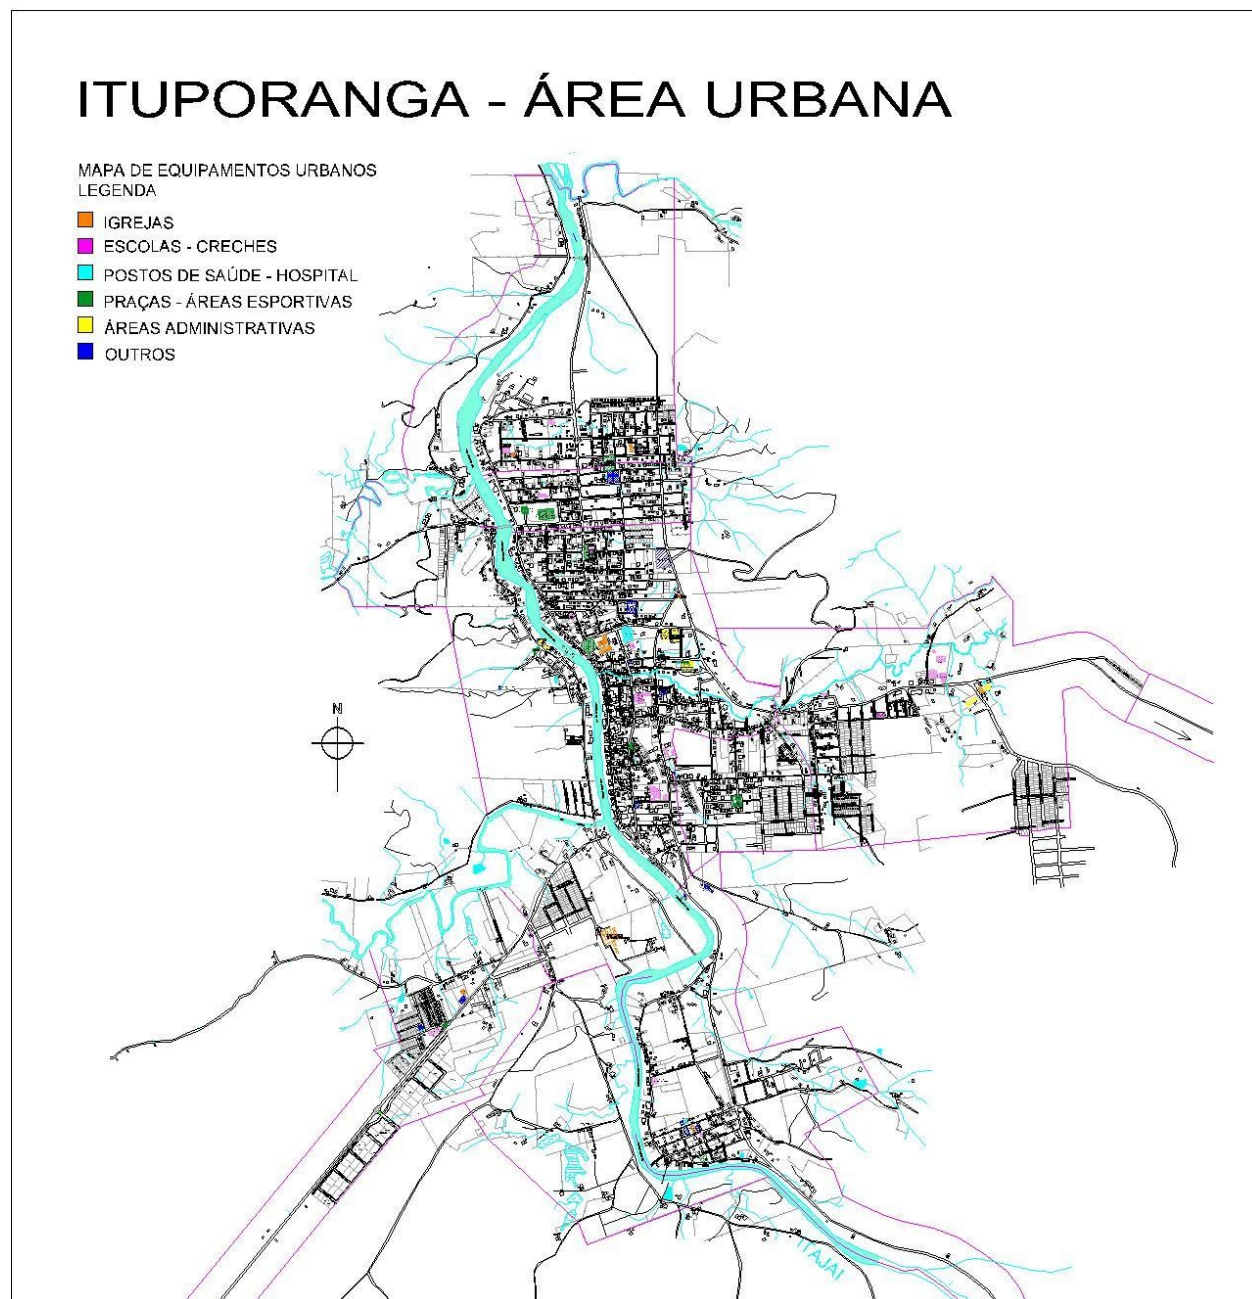 ITUPORANGA - ÁREA URBANA
MAPA DE EQUIPAMENTOS URBANOS
LEGENDA
IGREJAS
ESCOLAS - CRECHES
POSTOS DE SAÚDE - HOSPITAL
PRAÇAS - ÁREAS ESPORTIVAS
ÁREAS ADMINISTRATIVAS
OUTROS
N
ITAJAI